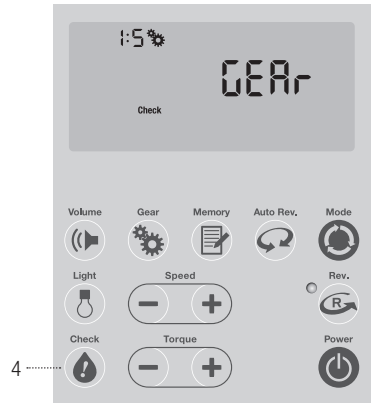 1:5
GEAr
Check
Volume Gear Memory Auto Rev. Mode
Light Speed Rev.
R
Check Torque Power
4